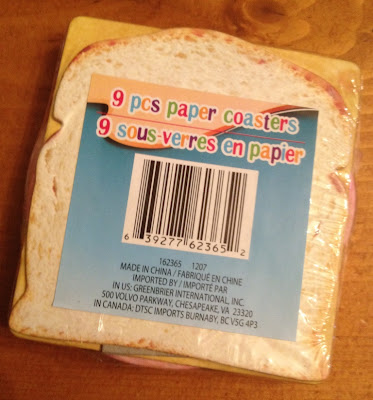 9 pcs paper coasters
9 sous-verres en papier
6 39277 62365 2
162365 1207
MADE IN CHINA / FABRIQUÉ EN CHINE
IMPORTED BY / IMPORTÉ PAR
IN US: GREENBRIER INTERNATIONAL, INC.
500 VOLVO PARKWAY, CHESAPEAKE, VA 23320
IN CANADA: DTSC IMPORTS BURNABY, BC V5G 4P3